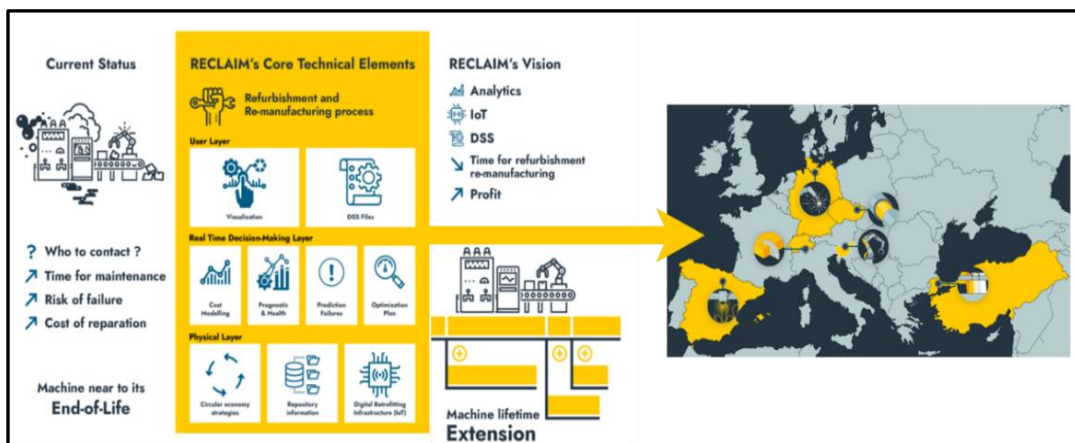 Current Status
? Who to contact ?
Time for maintenance
Risk of failure
Cost of reparation
Machine near to its
End-of-Life
RECLAIM's Core Technical Elements
Refurbishment and
Re-manufacturing process
User Layer
Visualization
DSS Files
Real Time Decision-Making Layer
Cost
Modelling
Prognostic
& Health
Prediction
Failures
Optimization
Plan
Physical Layer
Circular economy
strategies
Repository
information
Digital Retrofitting
Infrastructure (IoT)
RECLAIM's Vision
Analytics
IoT
DSS
Time for refurbishment
re-manufacturing
Profit
Machine lifetime
Extension